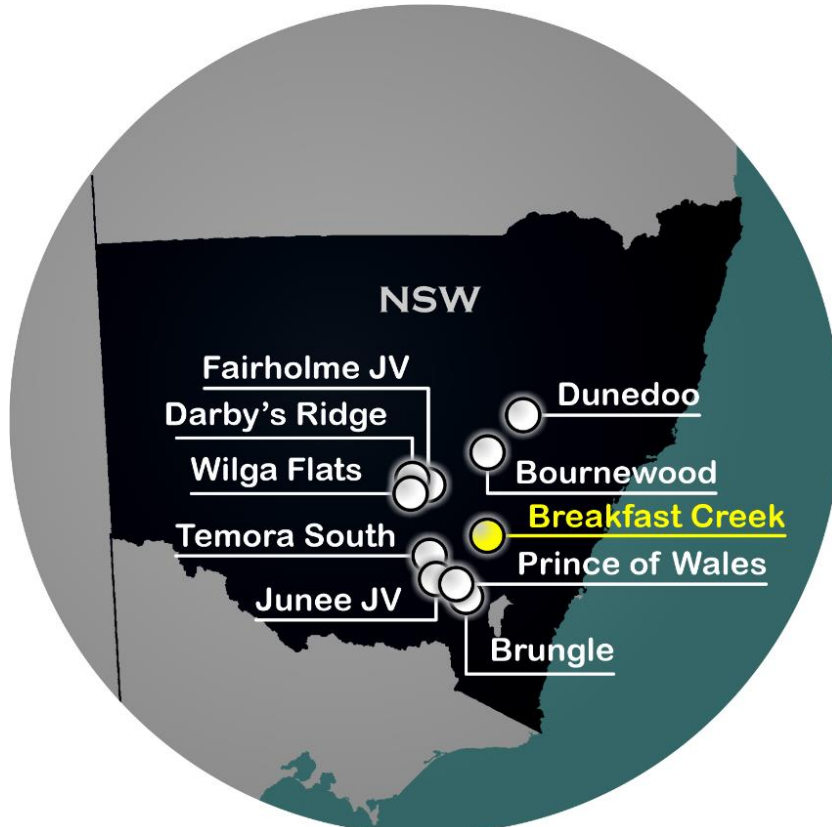 NSW
Fairholme JV
Darby's Ridge
Wilga Flats
Temora South
Junee JV
Dunedoo
Bournewood
Breakfast Creek
Prince of Wales
Brungle